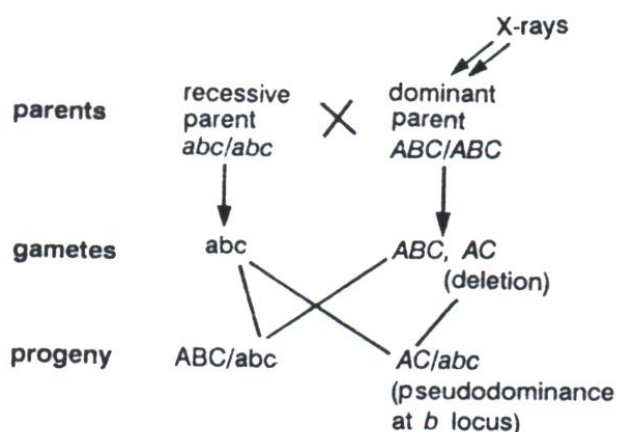 X-rays
parents
recessive
parent
abc/abc
dominant
parent
ABC/ABC
gametes
abc
ABC, AC
(deletion)
progeny
ABC/abc
AC/abc
(pseudodominance
at b locus)